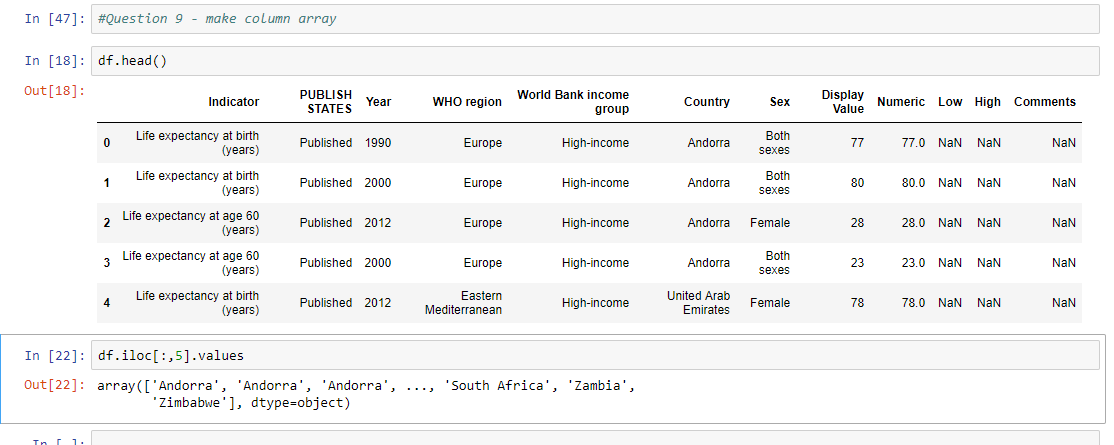 In [47]: #Question 9 - make column array
In [18]: df.head()
Out[18]:
Indicator PUBLISH STATES Year WHO region World Bank income group Country Sex Display Value Numeric Low High Comments
0 Life expectancy at birth (years) Published 1990 Europe High-income Andorra Both sexes 77 77.0 NaN NaN NaN
1 Life expectancy at birth (years) Published 2000 Europe High-income Andorra Both sexes 80 80.0 NaN NaN NaN
2 Life expectancy at age 60 (years) Published 2012 Europe High-income Andorra Female 28 28.0 NaN NaN NaN
3 Life expectancy at age 60 (years) Published 2000 Europe High-income Andorra Both sexes 23 23.0 NaN NaN NaN
4 Life expectancy at birth (years) Published 2012 Eastern Mediterranean High-income United Arab Emirates Female 78 78.0 NaN NaN NaN
In [22]: df.iloc[:,5].values
Out[22]: array(['Andorra', 'Andorra', 'Andorra', ..., 'South Africa', 'Zambia',
'Zimbabwe'], dtype=object)
In [ ]: